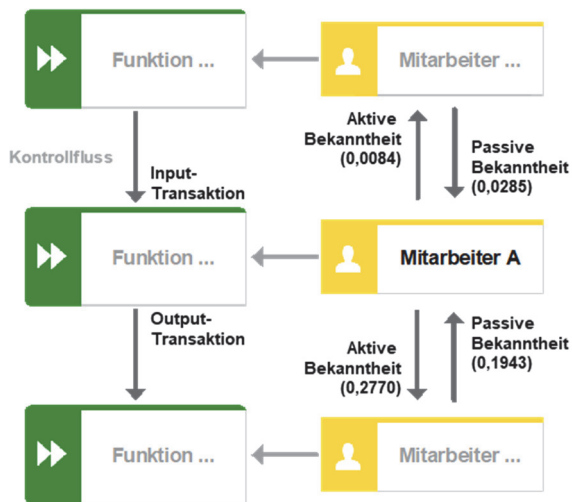 Funktion ...
Mitarbeiter ...
Kontrollfluss
Input-
Transaktion
Aktive
Bekanntheit
(0,0084)
Passive
Bekanntheit
(0,0285)
Funktion ...
Mitarbeiter A
Output-
Transaktion
Aktive
Bekanntheit
(0,2770)
Passive
Bekanntheit
(0,1943)
Funktion ...
Mitarbeiter ...